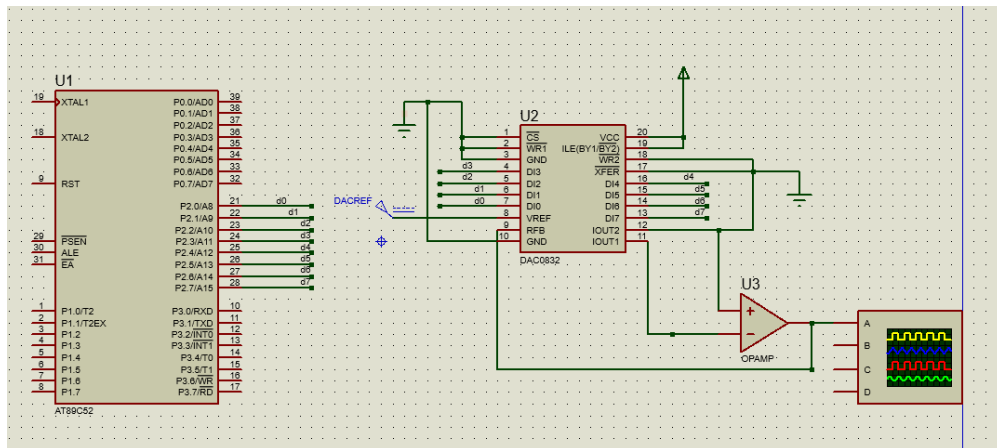 U1
19 XTAL1 P0.0/AD0 39
P0.1/AD1 38
P0.2/AD2 37
18 XTAL2 P0.3/AD3 36
P0.4/AD4 35
P0.5/AD5 34
P0.6/AD6 33
9 RST P0.7/AD7 32
P2.0/A8 21 d0
P2.1/A9 22 d1
P2.2/A10 23 d2
29 PSEN P2.3/A11 24 d3
30 ALE P2.4/A12 25 d4
31 EA P2.5/A13 26 d5
P2.6/A14 27 d6
P2.7/A15 28 d7
1 P1.0/T2 P3.0/RXD 10
2 P1.1/T2EX P3.1/TXD 11
3 P1.2 P3.2/INT0 12
4 P1.3 P3.3/INT1 13
5 P1.4 P3.4/T0 14
6 P1.5 P3.5/T1 15
7 P1.6 P3.6/WR 16
8 P1.7 P3.7/RD 17
AT89C52
DACREF
U2
1 CS VCC 20
2 WR1 ILE(BY1/BY2) 19
3 GND WR2 18
d3 4 DI3 XFER 17
d2 5 DI2 DI4 16 d4
d1 6 DI1 DI5 15 d5
d0 7 DI0 DI6 14 d6
8 VREF DI7 13 d7
9 RFB IOUT2 12
10 GND IOUT1 11
DAC0832
U3
OPAMP
A
B
C
D